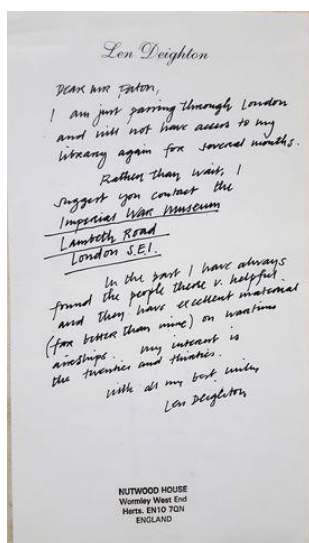 Len Deighton
DEAR MR Eaton,
I am just passing through London
and will not have access to my
library again for several months.
Rather than wait, I
suggest you contact the
Imperial War Museum
Lambeth Road
London S.E.1.
In the past I have always
found the people there v. helpful
and they have excellent material
(far better than mine) on wartime
airships. My interest is
the twenties and thirties.
with all my best wishes
Len Deighton
NUTWOOD HOUSE
Wormley West End
Herts. EN10 7QN
ENGLAND